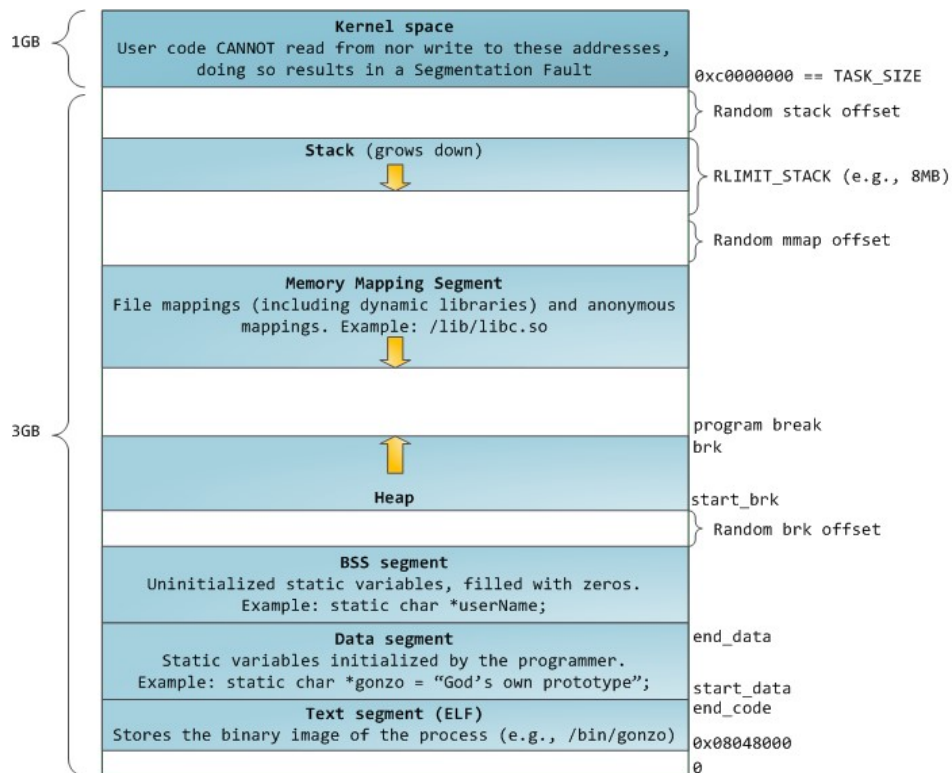 1GB
Kernel space
User code CANNOT read from nor write to these addresses,
doing so results in a Segmentation Fault
0xc0000000 == TASK_SIZE
Random stack offset
Stack (grows down)
RLIMIT_STACK (e.g., 8MB)
Random mmap offset
Memory Mapping Segment
File mappings (including dynamic libraries) and anonymous
mappings. Example: /lib/libc.so
3GB
program break
brk
Heap
start_brk
Random brk offset
BSS segment
Uninitialized static variables, filled with zeros.
Example: static char *userName;
Data segment
end_data
Static variables initialized by the programmer.
Example: static char *gonzo = “God’s own prototype”;
start_data
end_code
Text segment (ELF)
Stores the binary image of the process (e.g., /bin/gonzo)
0x08048000
0